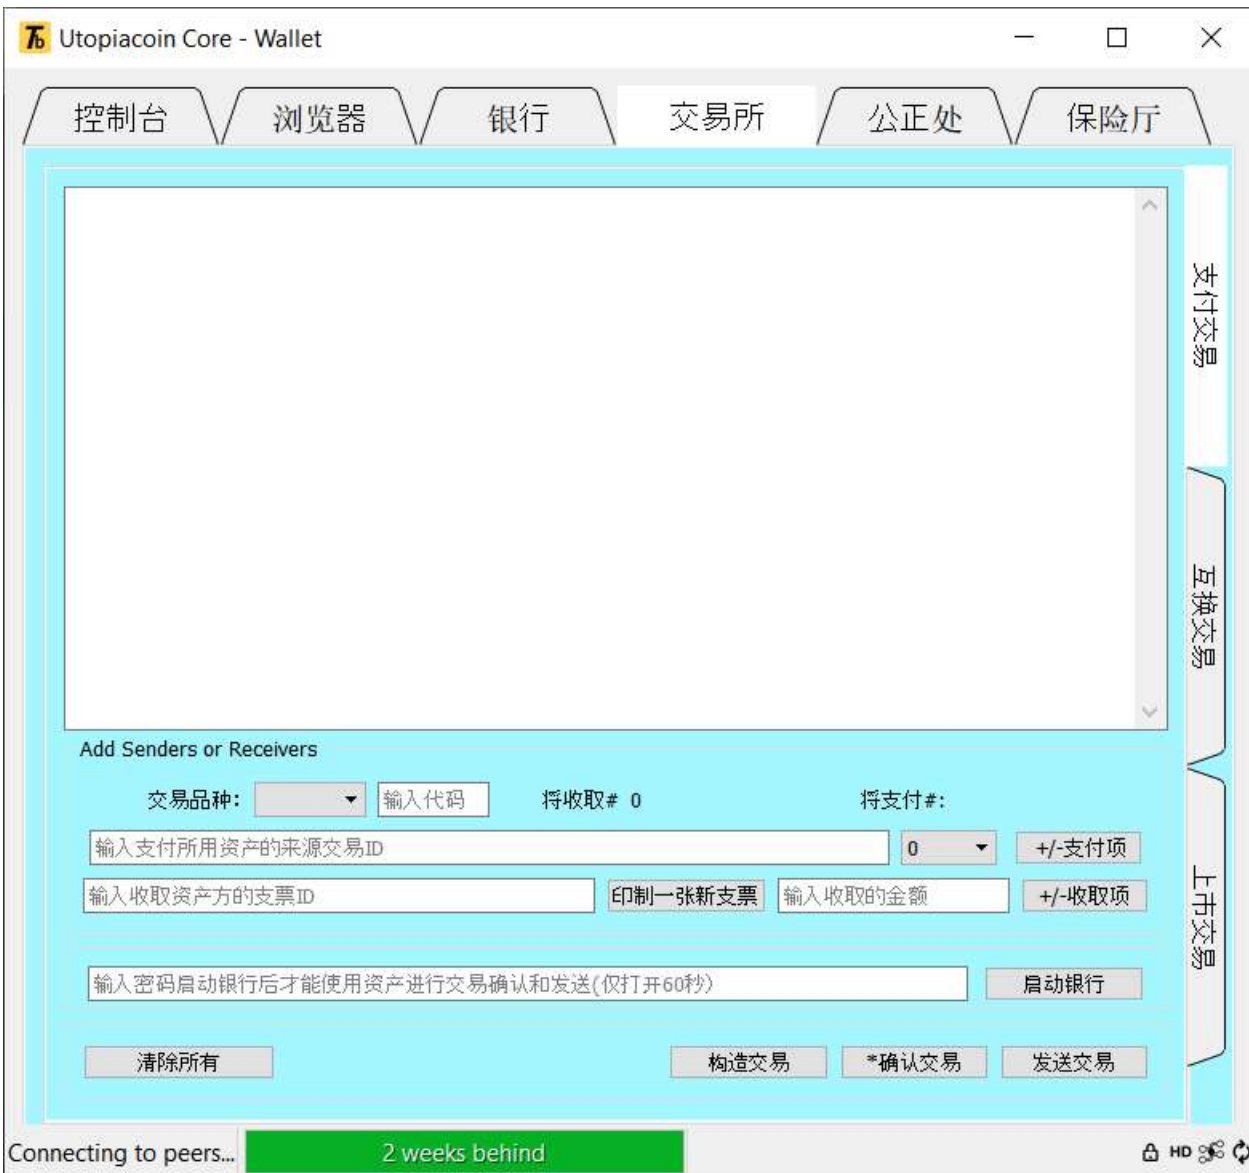 Utopiacoin Core - Wallet
控制台
浏览器
银行
交易所
公正处
保险厅
支付交易
互换交易
上市交易
Add Senders or Receivers
交易品种:
输入代码
将收取# 0
将支付#:
输入支付所用资产的来源交易ID
0
+/-支付项
输入收取资产方的支票ID
印制一张新支票
输入收取的金额
+/-收取项
输入密码启动银行后才能使用资产进行交易确认和发送(仅打开60秒)
启动银行
清除所有
构造交易
*确认交易
发送交易
Connecting to peers...
2 weeks behind
HD